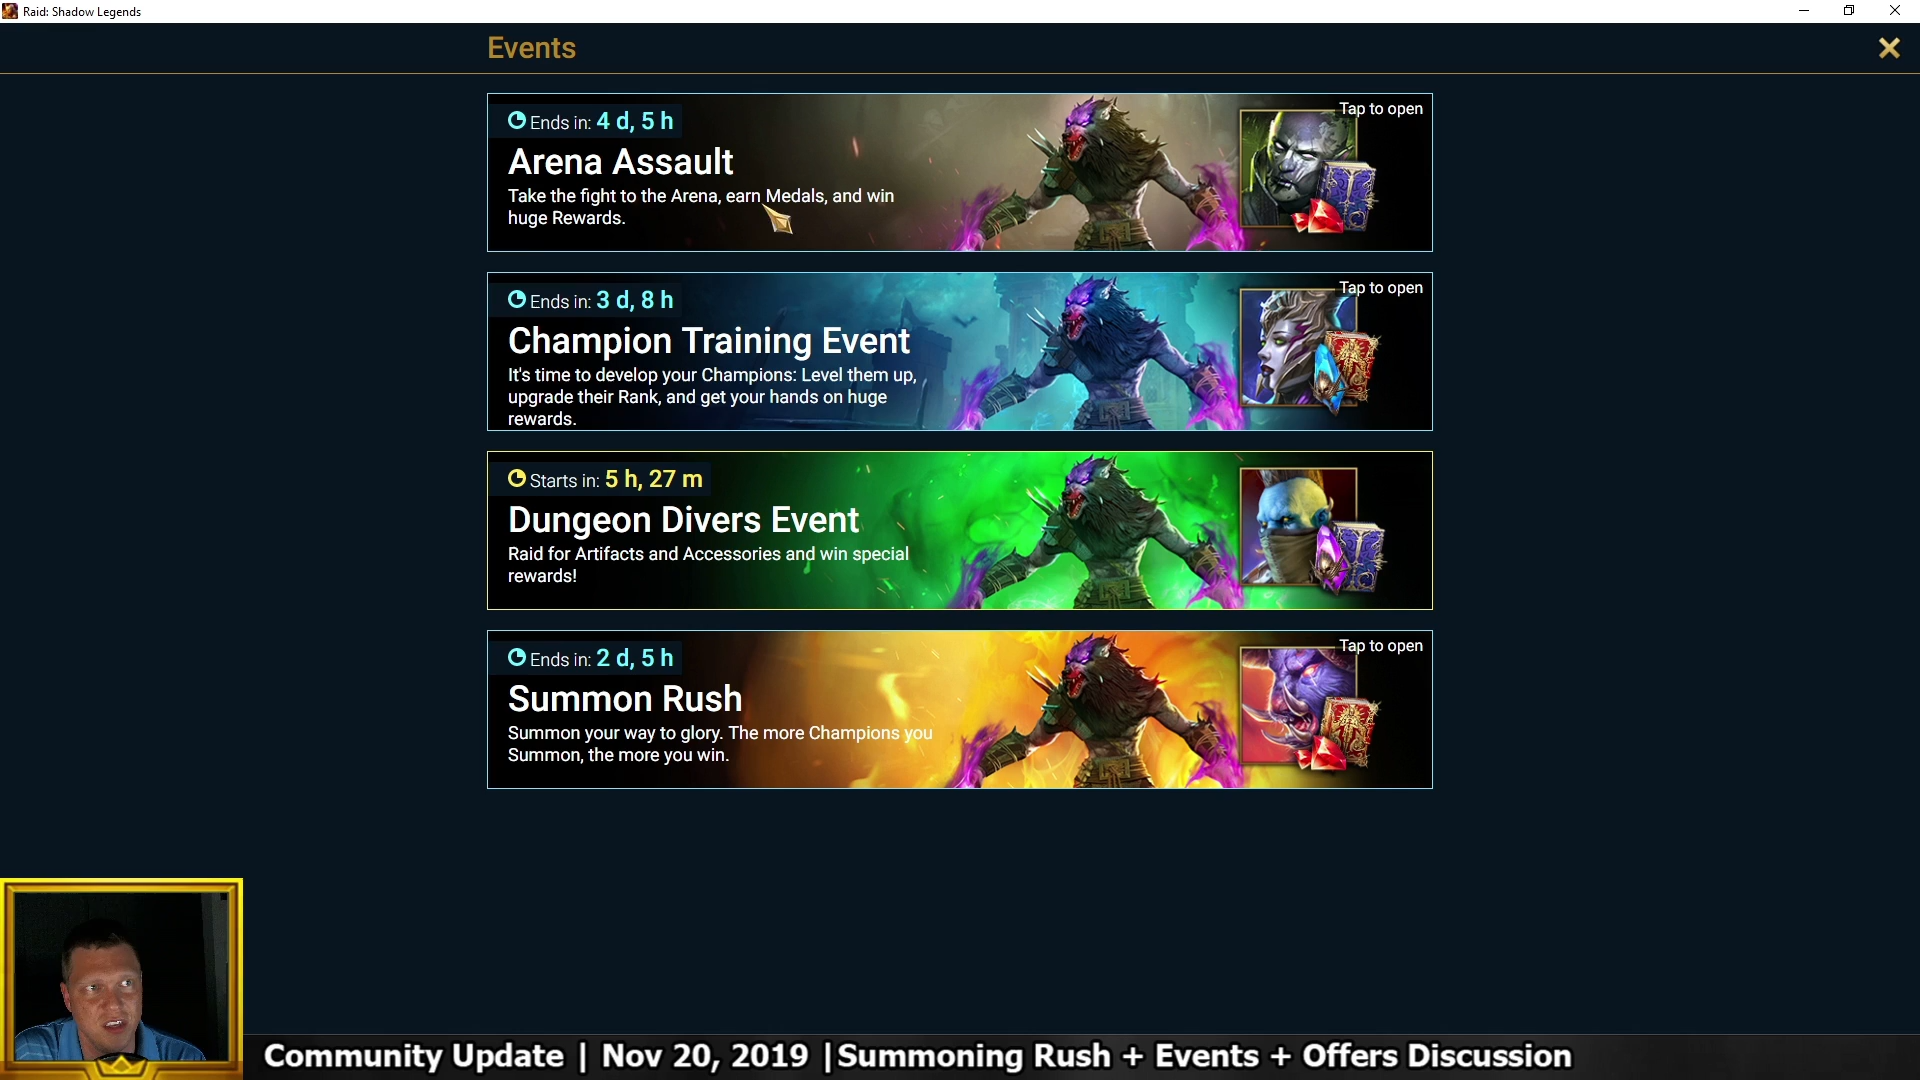 Raid: Shadow Legends
Events
Tap to open
Ends in: 4 d, 5 h
Arena Assault
Take the fight to the Arena, earn Medals, and win
huge Rewards.
Tap to open
Ends in: 3 d, 8 h
Champion Training Event
It's time to develop your Champions: Level them up,
upgrade their Rank, and get your hands on huge
rewards.
Starts in: 5 h, 27 m
Dungeon Divers Event
Raid for Artifacts and Accessories and win special
rewards!
Tap to open
Ends in: 2 d, 5 h
Summon Rush
Summon your way to glory. The more Champions you
Summon, the more you win.
Community Update | Nov 20, 2019 |Summoning Rush + Events + Offers Discussion